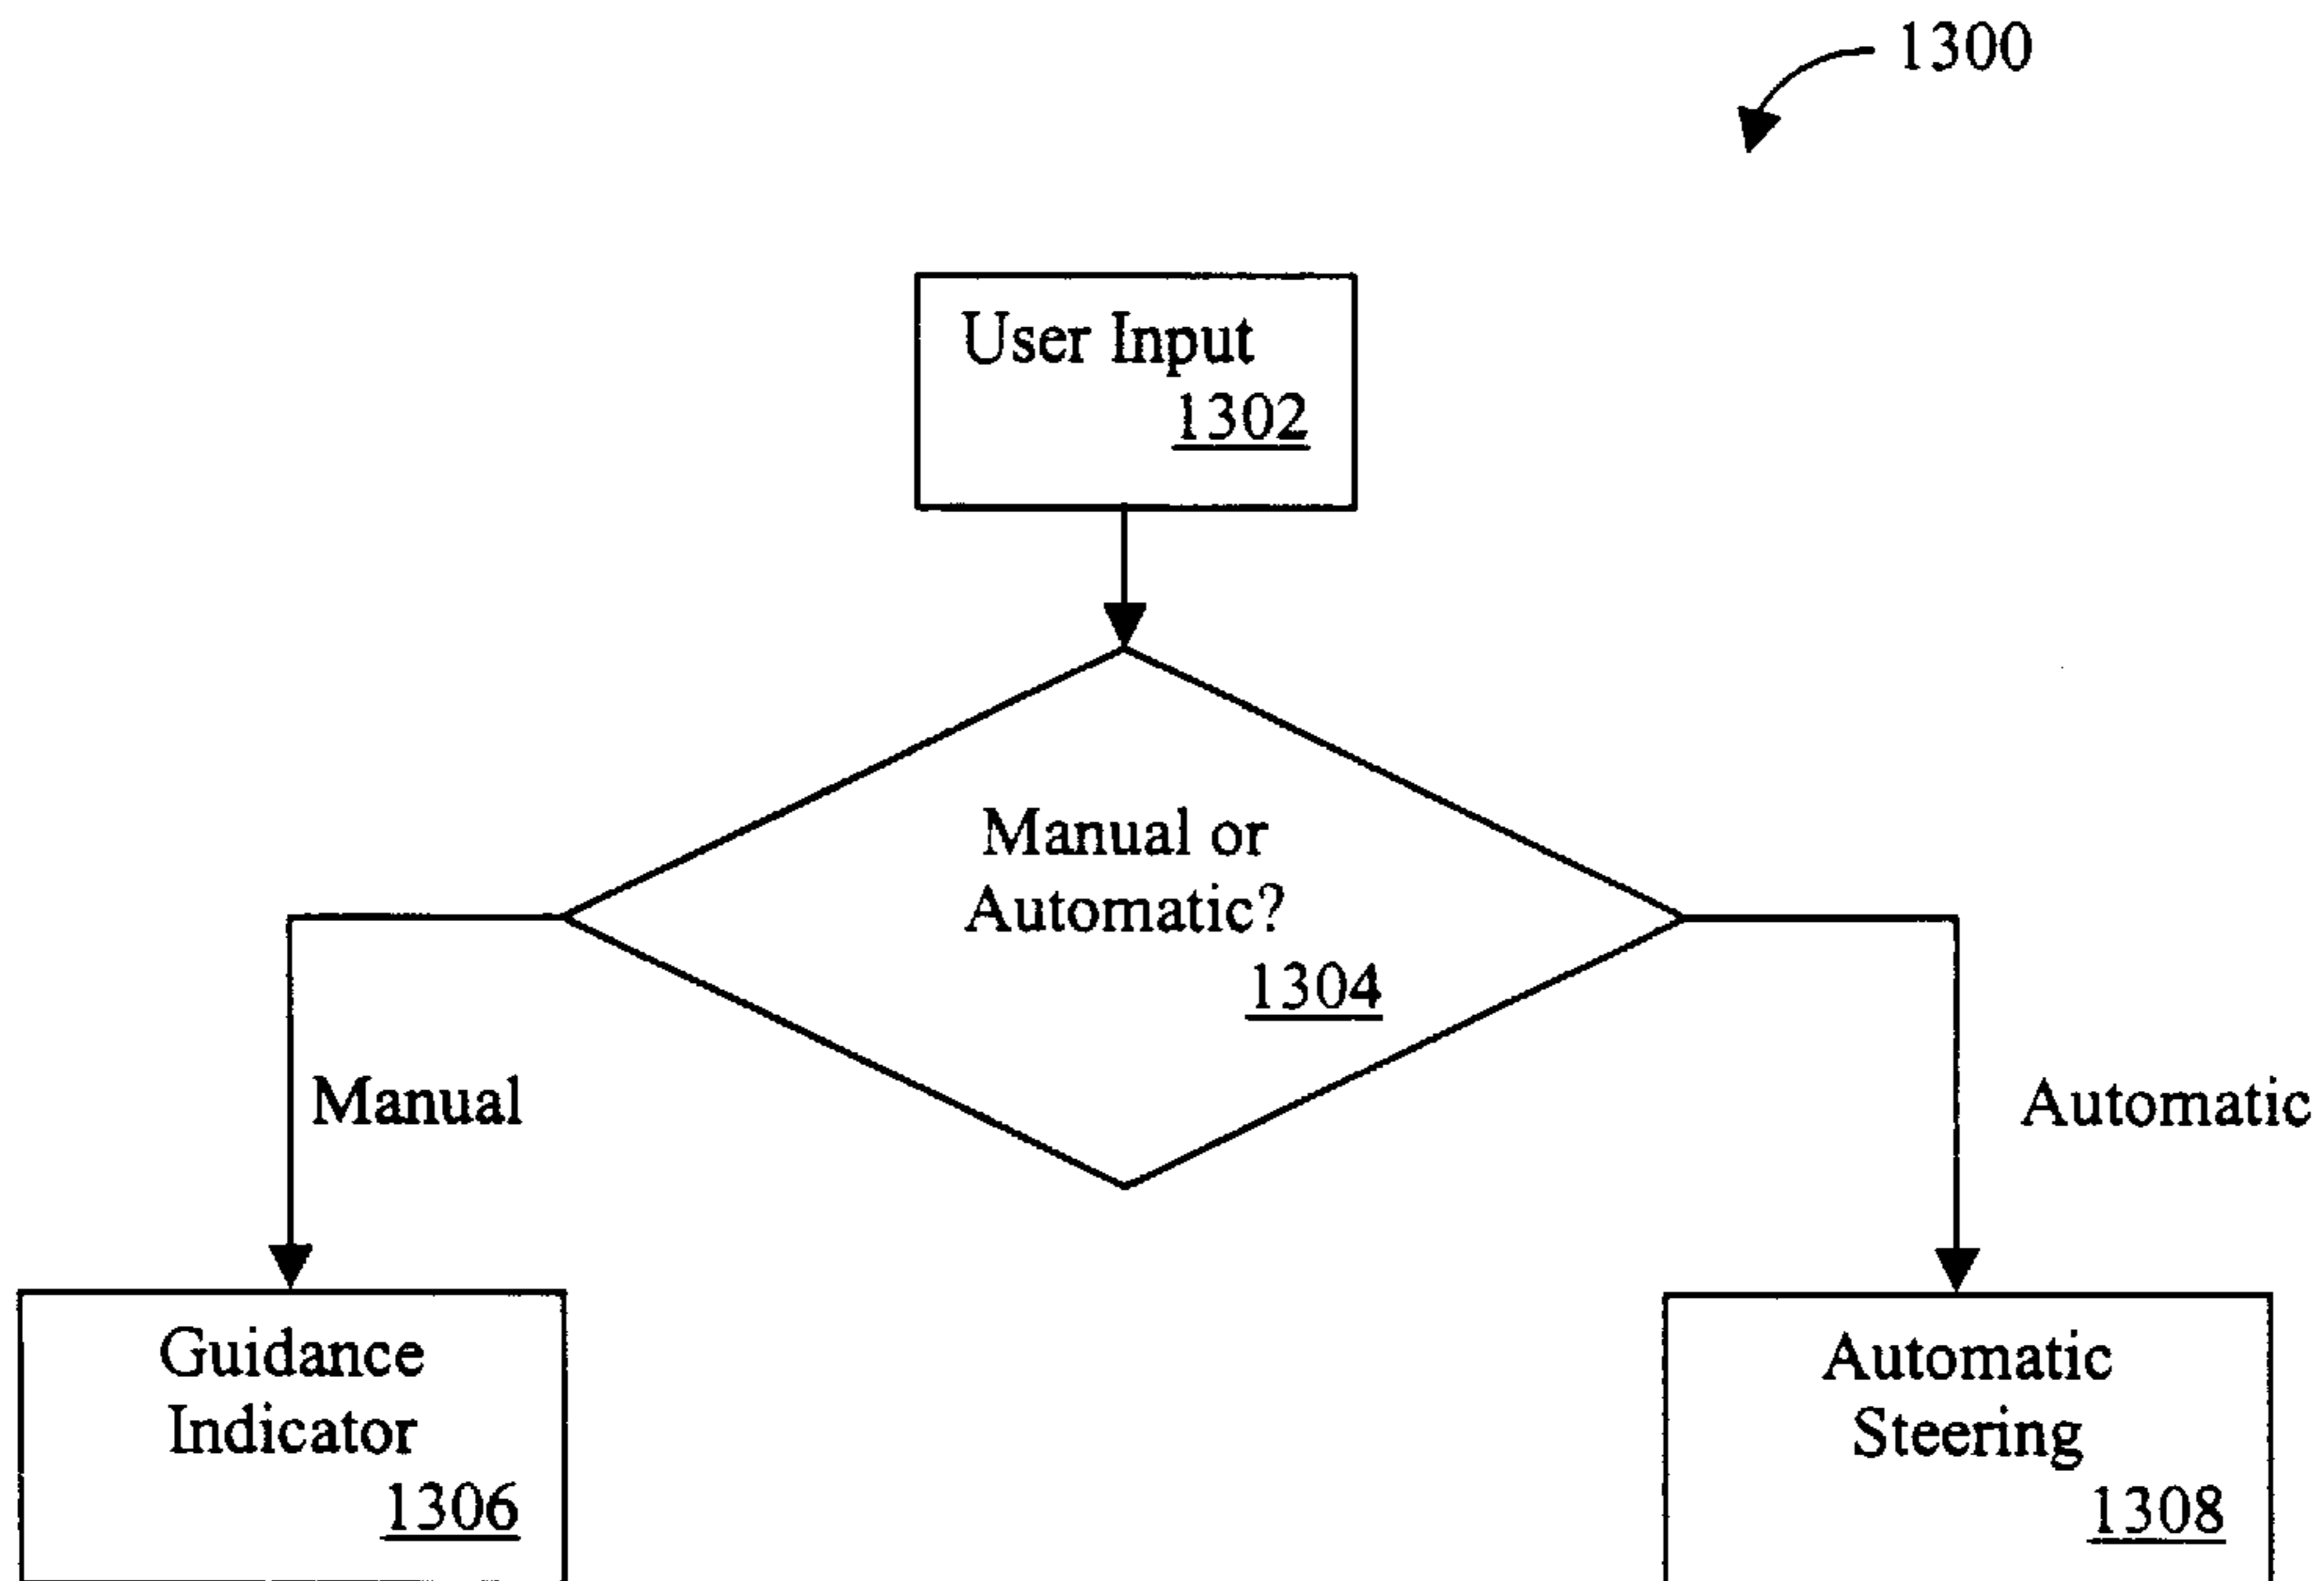 1300
User Input
1302
Manual or
Automatic?
1304
Manual
Automatic
Guidance
Indicator
1306
Automatic
Steering
1308